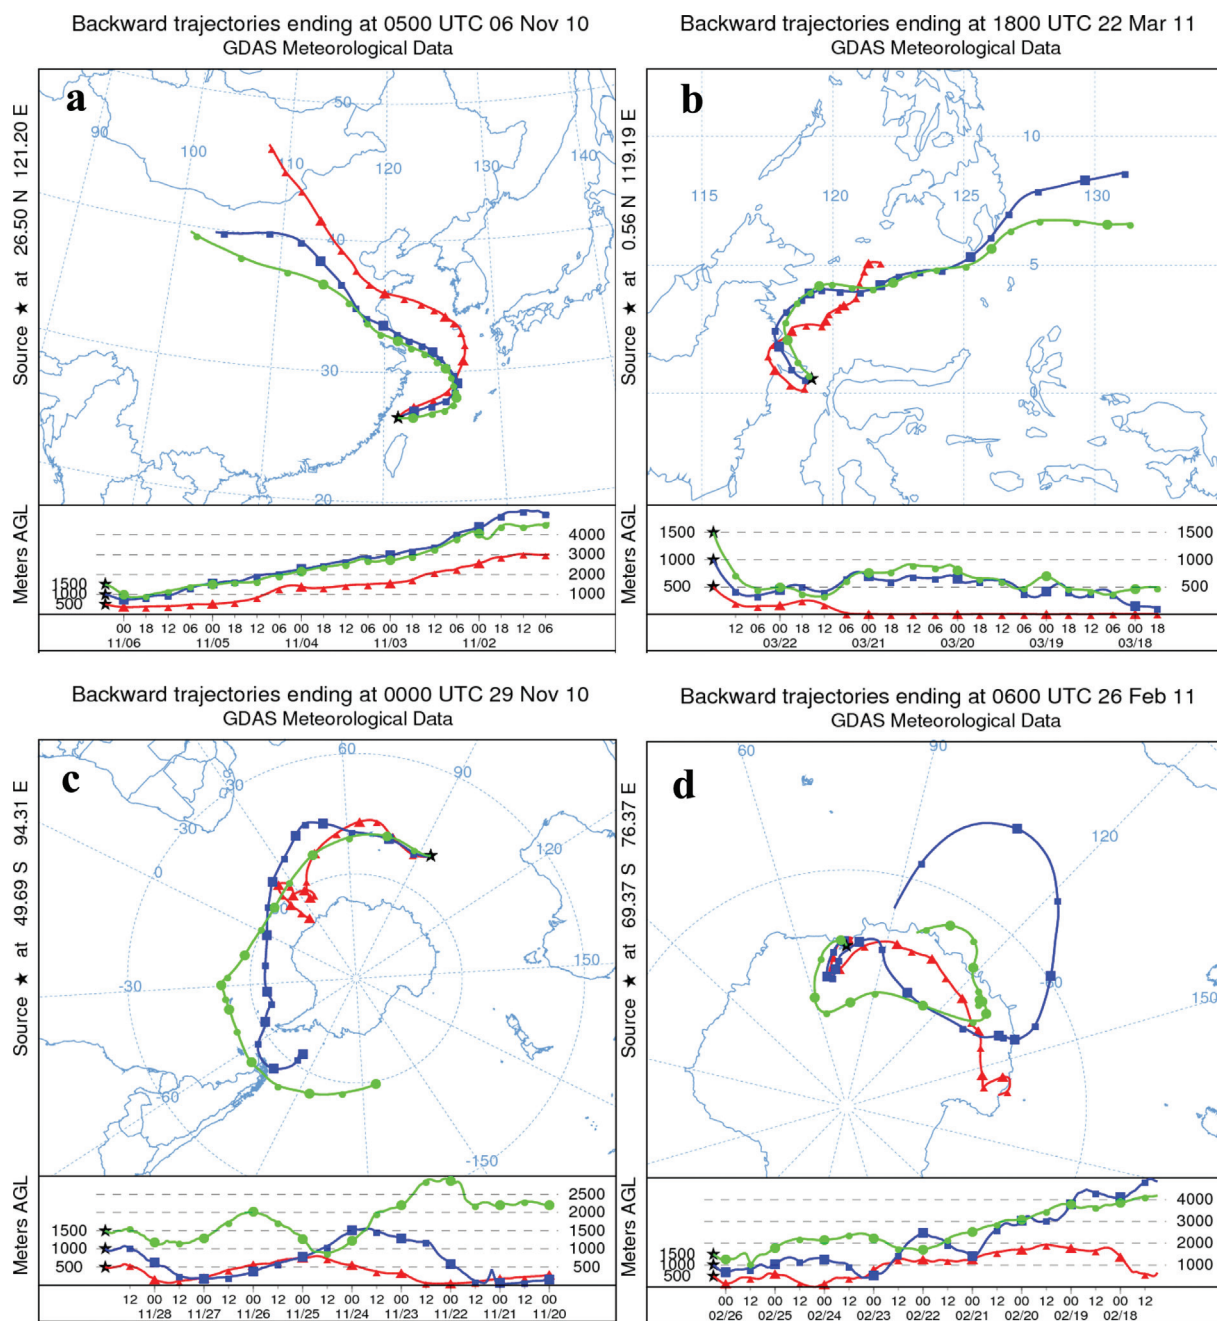 Backward trajectories ending at 0500 UTC 06 Nov 10
GDAS Meteorological Data
Source ★ at 26.50 N 121.20 E
a
90
100
110
120
130
140
50
40
30
20
Meters AGL
1500
1000
500
4000
3000
2000
1000
00 18 12 06 00 18 12 06 00 18 12 06 00 18 12 06 00 18 12 06
11/06 11/05 11/04 11/03 11/02
Backward trajectories ending at 1800 UTC 22 Mar 11
GDAS Meteorological Data
Source ★ at 0.56 N 119.19 E
b
10
115 120 125 130
5
0
Meters AGL
1500
1000
500
1500
1000
500
12 06 00 18 12 06 00 18 12 06 00 18 12 06 00 18 12 06 00 18
03/22 03/21 03/20 03/19 03/18
Backward trajectories ending at 0000 UTC 29 Nov 10
GDAS Meteorological Data
Source ★ at 49.69 S 94.31 E
c
60
90
-30
30
-30
120
0
150
-30
-60
-150
Meters AGL
1500
1000
500
2500
2000
1500
1000
500
12 00 12 00 12 00 12 00 12 00 12 00 12 00 12 00 12 00
11/28 11/27 11/26 11/25 11/24 11/23 11/22 11/21 11/20
Backward trajectories ending at 0600 UTC 26 Feb 11
GDAS Meteorological Data
Source ★ at 69.37 S 76.37 E
d
60
90
120
-60
150
Meters AGL
1500
1000
500
4000
3000
2000
1000
00 12 00 12 00 12 00 12 00 12 00 12 00 12 00 12 00 12
02/26 02/25 02/24 02/23 02/22 02/21 02/20 02/19 02/18